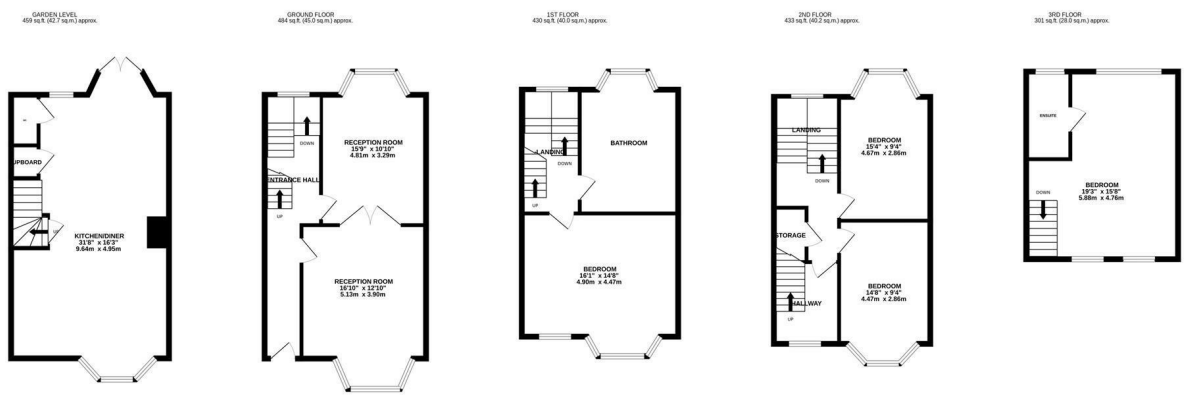 GARDEN LEVEL
459 sq.ft. (42.7 sq.m.) approx.
UPBOARD
UP
KITCHEN/DINER
31'8" x 16'3"
9.64m x 4.95m
GROUND FLOOR
484 sq.ft. (45.0 sq.m.) approx.
DOWN
RECEPTION ROOM
15'9" x 10'10"
4.81m x 3.29m
ENTRANCE HALL
UP
RECEPTION ROOM
16'10" x 12'10"
5.13m x 3.90m
1ST FLOOR
430 sq.ft. (40.0 sq.m.) approx.
BATHROOM
LANDING
DOWN
UP
BEDROOM
16'1" x 14'8"
4.90m x 4.47m
2ND FLOOR
433 sq.ft. (40.2 sq.m.) approx.
LANDING
BEDROOM
15'4" x 9'4"
4.67m x 2.86m
DOWN
STORAGE
BEDROOM
14'8" x 9'4"
4.47m x 2.86m
HALLWAY
UP
3RD FLOOR
301 sq.ft. (28.0 sq.m.) approx.
ENSUITE
BEDROOM
19'3" x 15'8"
5.88m x 4.76m
DOWN